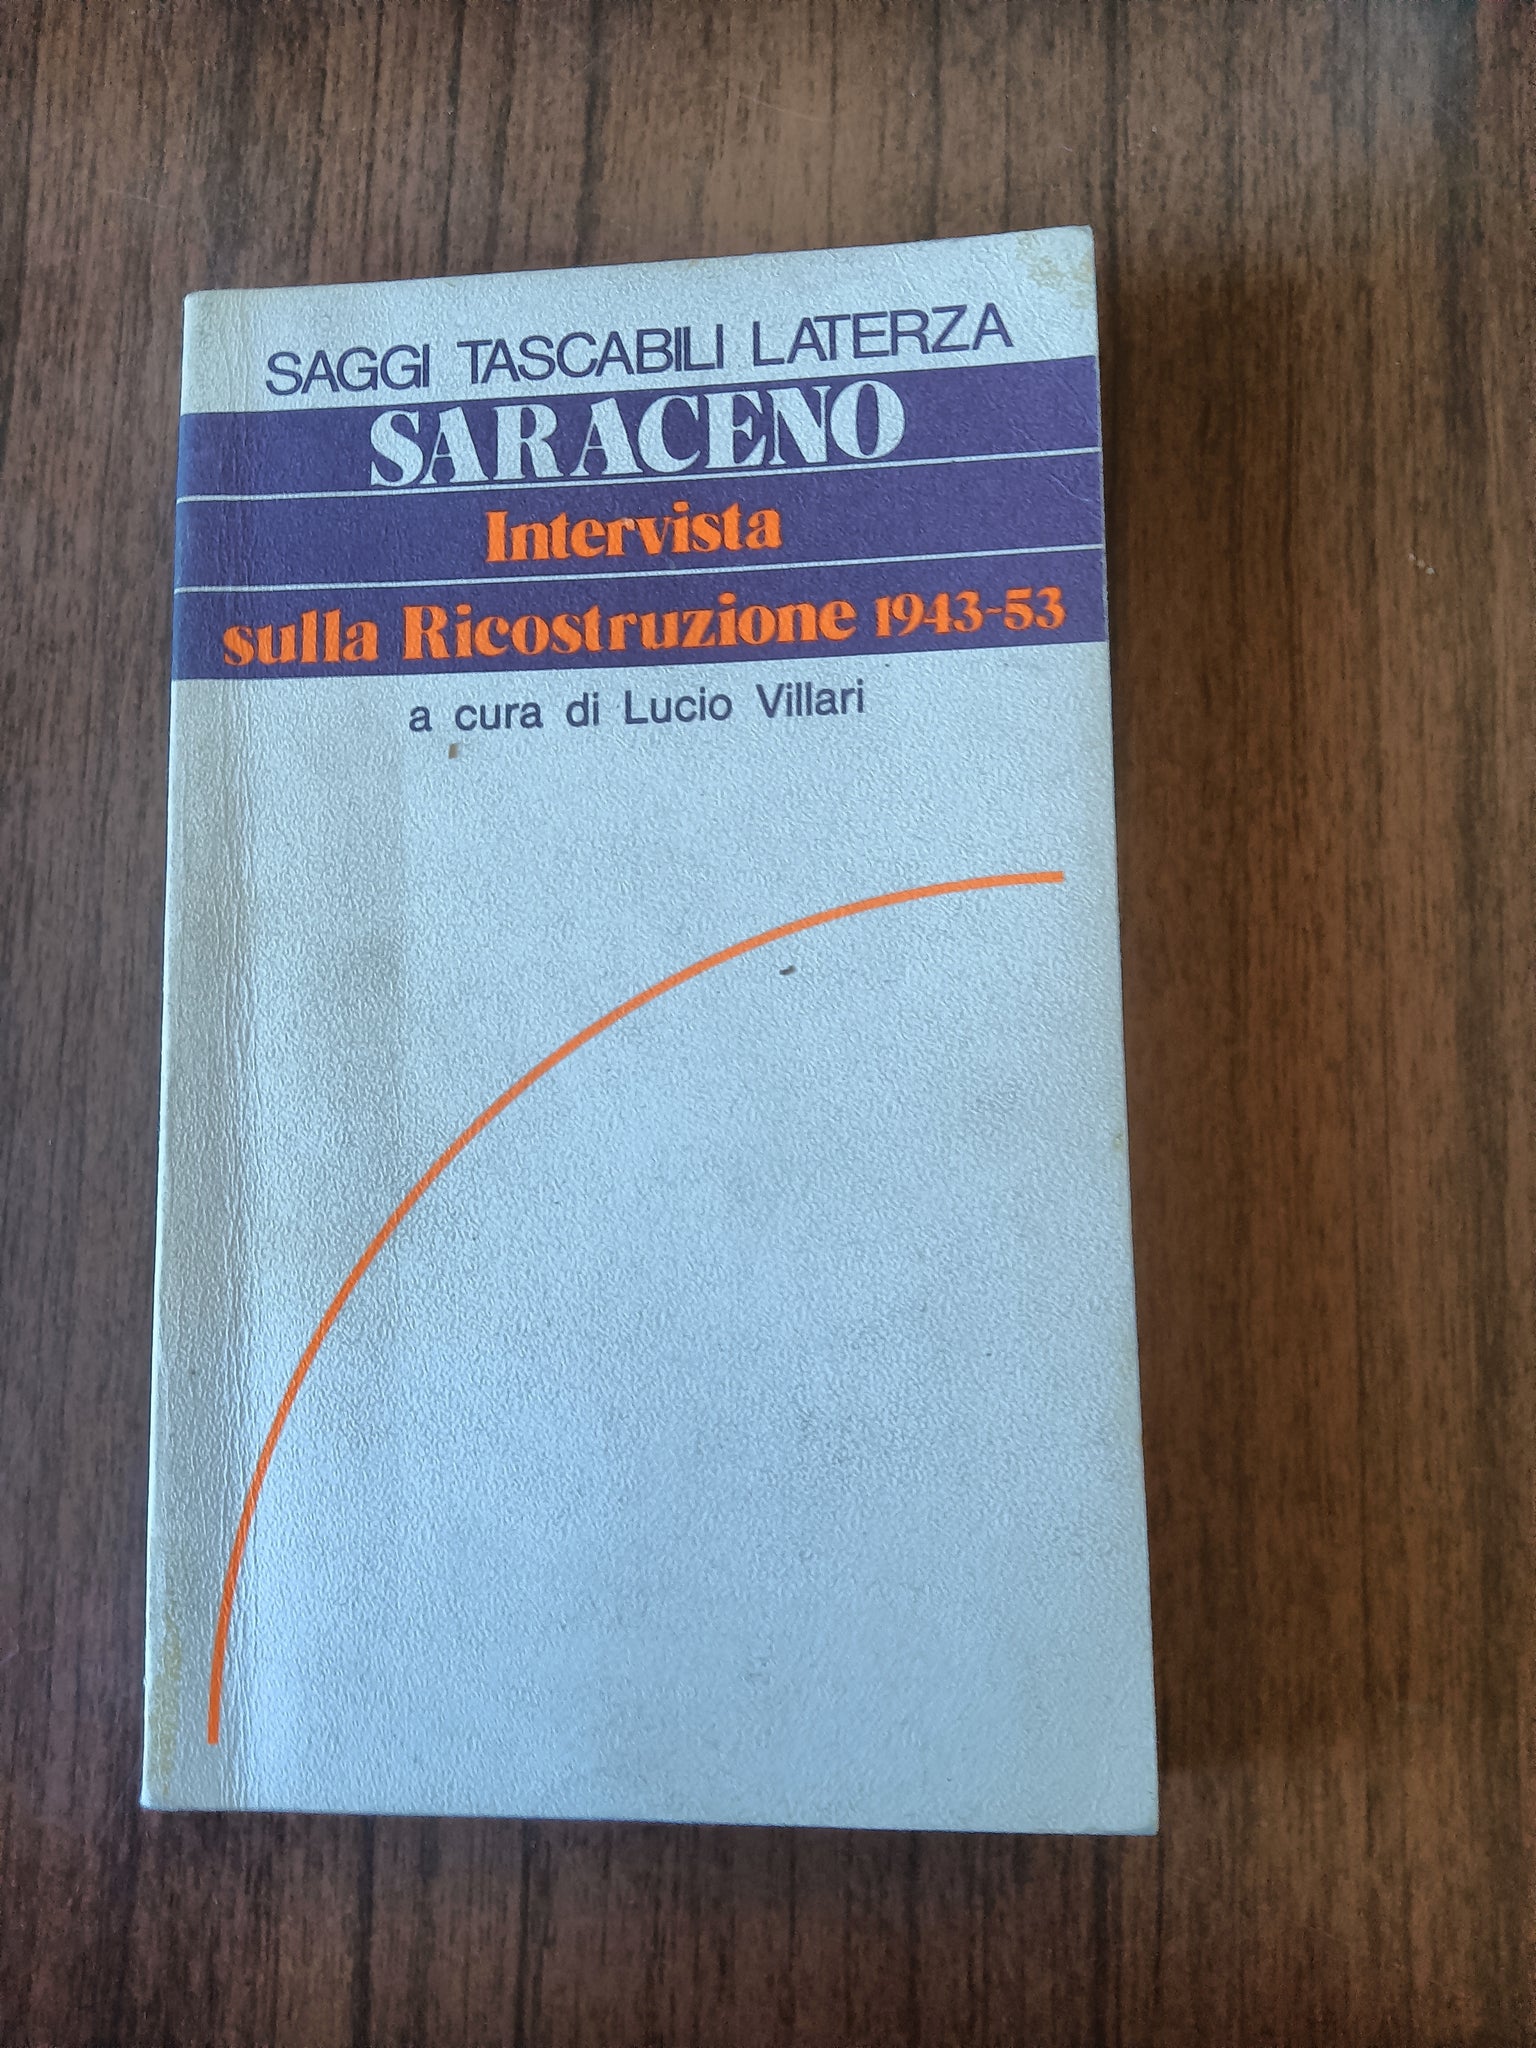 SAGGI TASCABILI LATERZA
SARACENO
Intervista
sulla Ricostruzione 1943-53
a cura di Lucio Villari